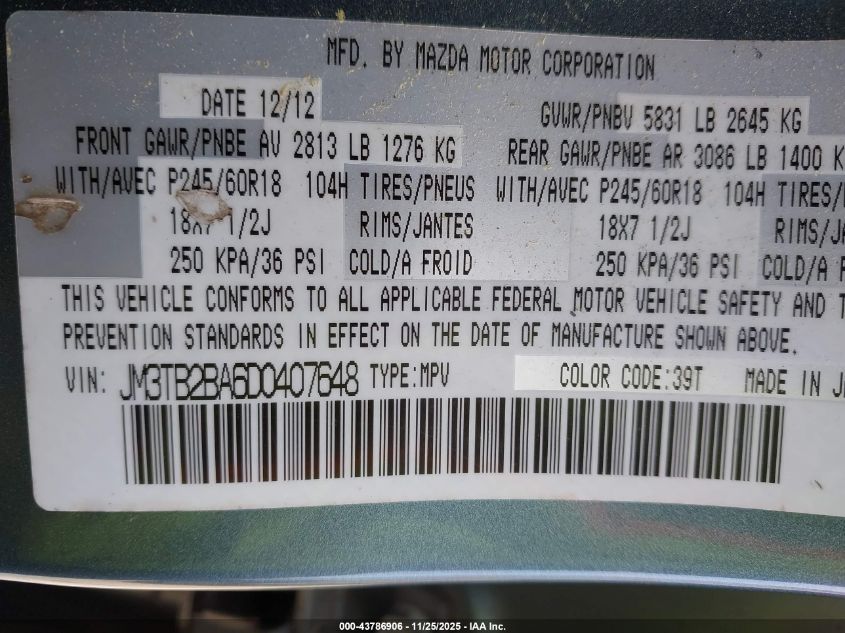 MFD. BY MAZDA MOTOR CORPORATION
DATE 12/12 GVWR/PNBV 5831 LB 2645 KG
FRONT GAWR/PNBE AV 2813 LB 1276 KG REAR GAWR/PNBE AR 3086 LB 1400 K
WITH/AVEC P245/60R18 104H TIRES/PNEUS WITH/AVEC P245/60R18 104H TIRES/
18X7 1/2J RIMS/JANTES 18X7 1/2J RIMS/JA
250 KPA/36 PSI COLD/A FROID 250 KPA/36 PSI COLD/A F
THIS VEHICLE CONFORMS TO ALL APPLICABLE FEDERAL MOTOR VEHICLE SAFETY AND T
PREVENTION STANDARDS IN EFFECT ON THE DATE OF MANUFACTURE SHOWN ABOVE.
VIN: JM3TB2BA6D0407648 TYPE:MPV COLOR CODE:39T MADE IN J
000-43786906 - 11/25/2025 - IAA Inc.